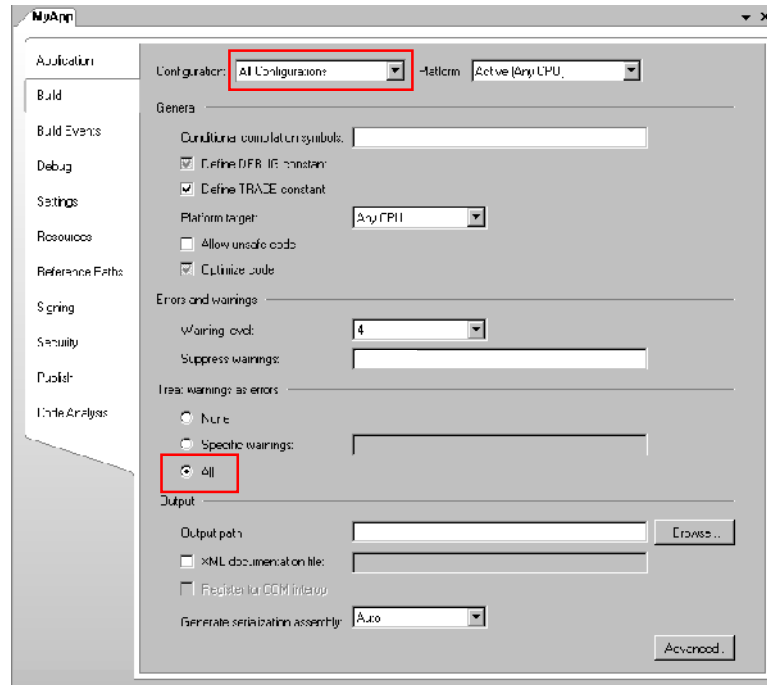 MyApp
Application
Build
Build Events
Debug
Settings
Resources
Reference Paths
Signing
Security
Publish
Code Analysis
Configuration: All Configurations Platform: Active (Any CPU)
General
Conditional compilation symbols:
Define DEBUG constant
Define TRACE constant
Platform target: Any CPU
Allow unsafe code
Optimize code
Errors and warnings
Warning level: 4
Suppress warnings:
Treat warnings as errors
None
Specific warnings:
All
Output
Output path:
Browse...
XML documentation file:
Register for COM interop
Generate serialization assembly: Auto
Advanced...